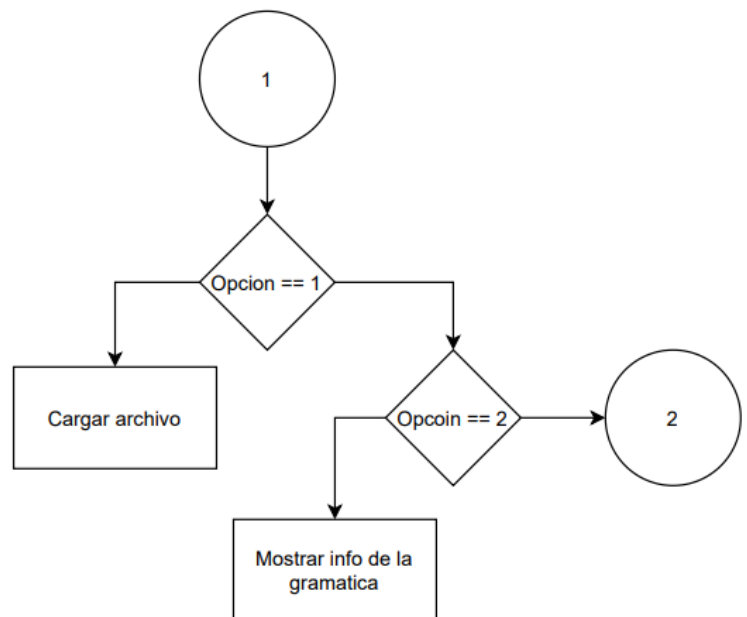 1
Opcion == 1
Cargar archivo
Opcoin == 2
2
Mostrar info de la
gramatica